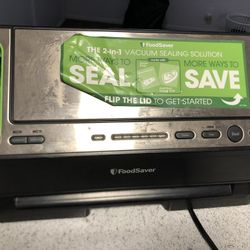 FoodSaver
THE 2-in-1 VACUUM SEALING SOLUTION
MORE WAYS TO
SEAL
MORE WAYS TO
SAVE
FLIP THE LID TO GET STARTED
FoodSaver